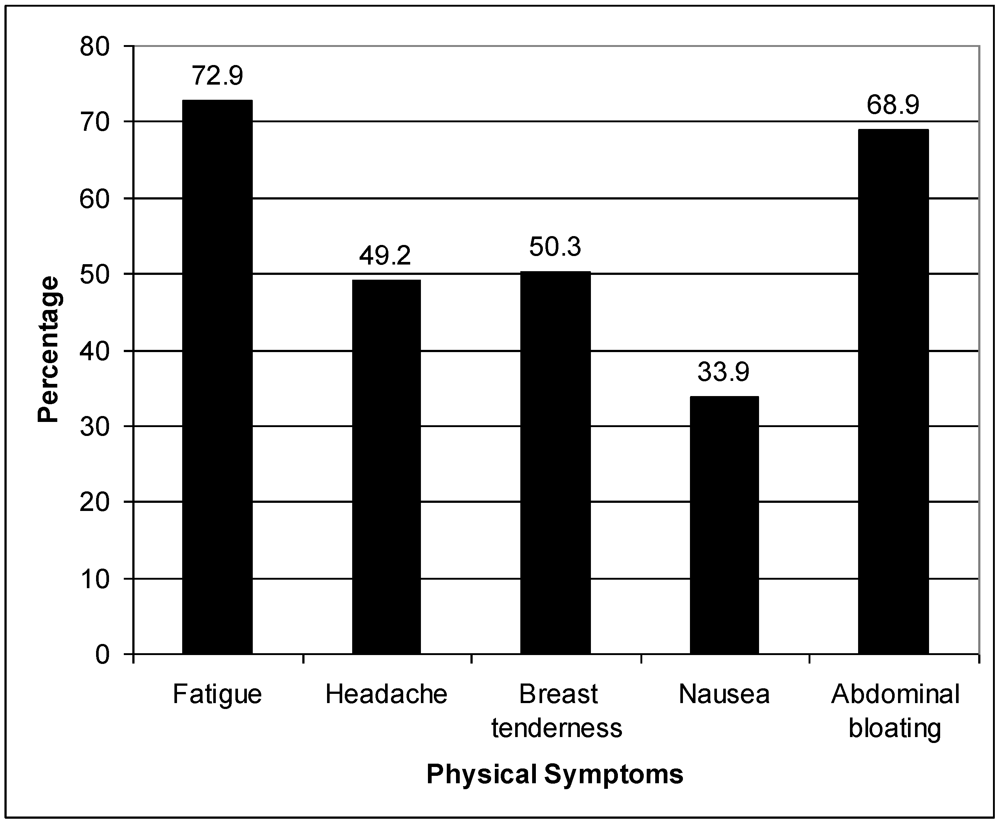 80
70
60
50
40
30
20
10
0
Percentage
72.9
49.2
50.3
33.9
68.9
Fatigue
Headache
Breast
tenderness
Nausea
Abdominal
bloating
Physical Symptoms